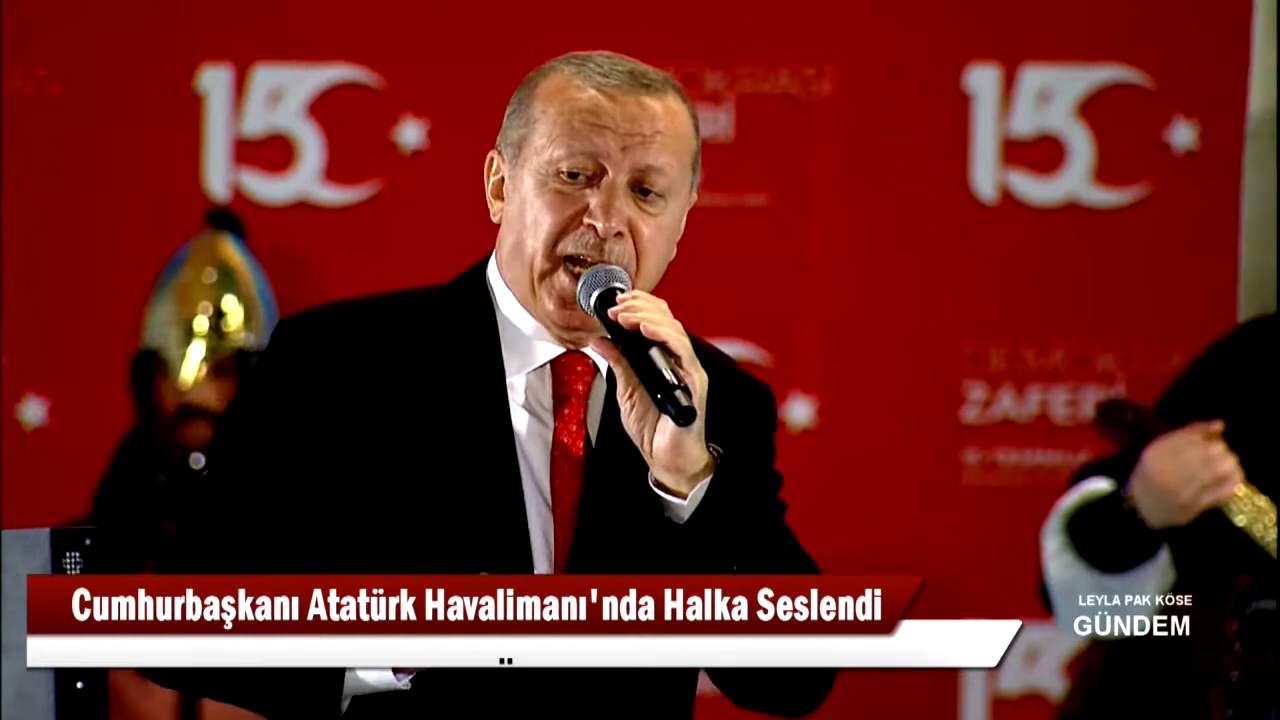 15
15
ZAFERİ
Cumhurbaşkanı Atatürk Havalimanı'nda Halka Seslendi
LEYLA PAK KÖSE
GÜNDEM